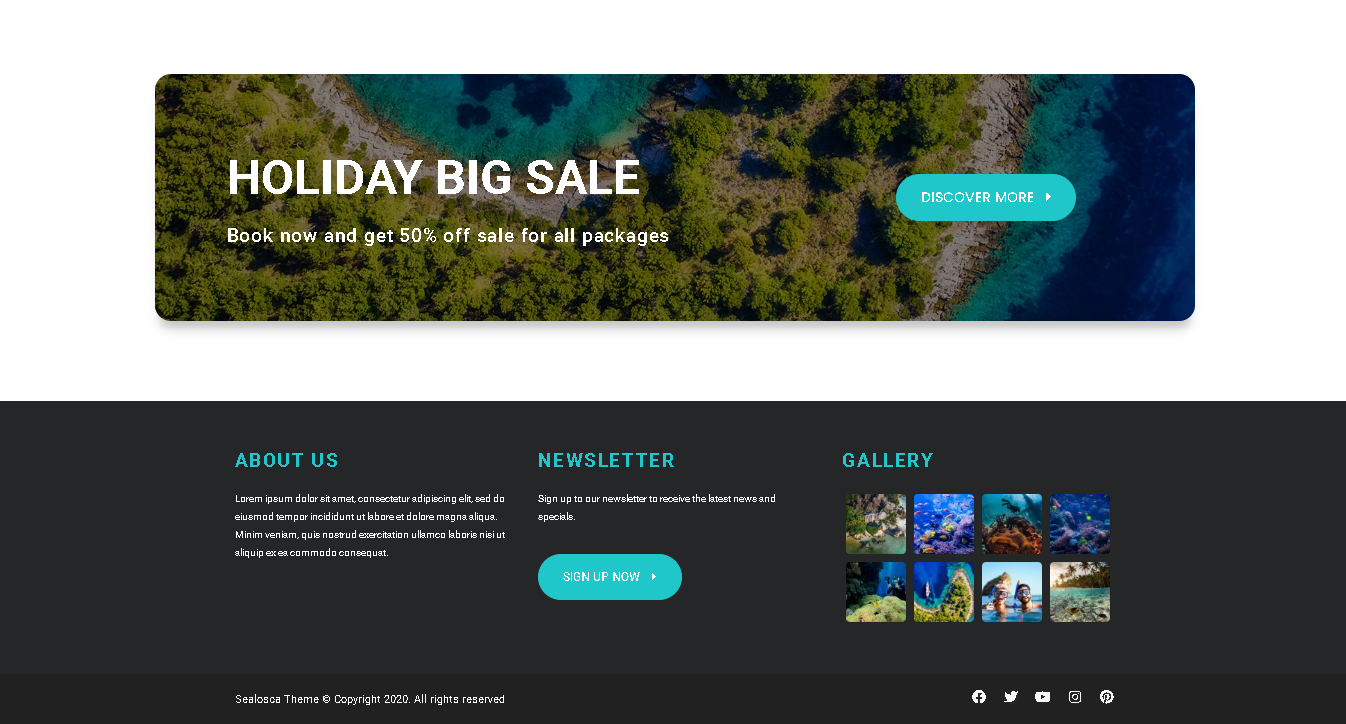 HOLIDAY BIG SALE
Book now and get 50% off sale for all packages
DISCOVER MORE
ABOUT US
Lorem ipsum dolor sit amet, consectetur adipiscing elit, sed do
eiusmod tempor incididunt ut labore et dolore magna aliqua.
Minim veniam, quis nostrud exercitation ullamco laboris nisi ut
aliquip ex ea commodo consequat.
NEWSLETTER
Sign up to our newsletter to receive the latest news and
specials.
SIGN UP NOW
GALLERY
Sealosca Theme © Copyright 2020. All rights reserved